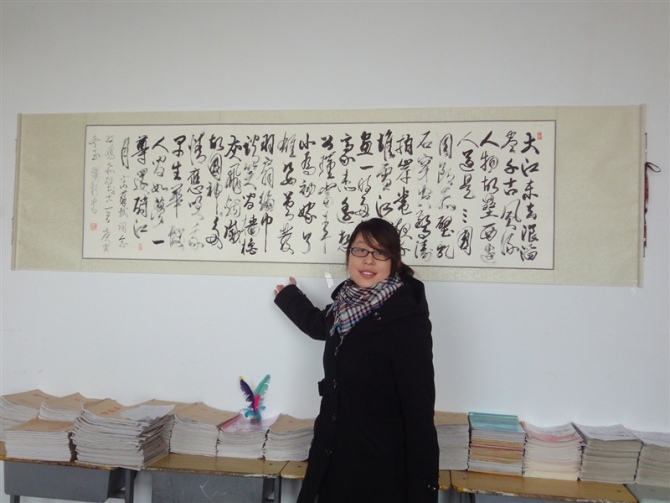 大江东去浪淘
尽千古风流
人物故垒西边
人道是三国
周郎赤壁乱
石穿空惊涛
拍岸卷起
堆雪江
画一时多少
豪杰遥想
公瑾当年
小乔初嫁了
雄姿英发
羽扇纶巾
谈笑间樯橹
灰飞烟灭
故国神游多
情应笑我
早生华发
人间如梦一
尊还酹江
月